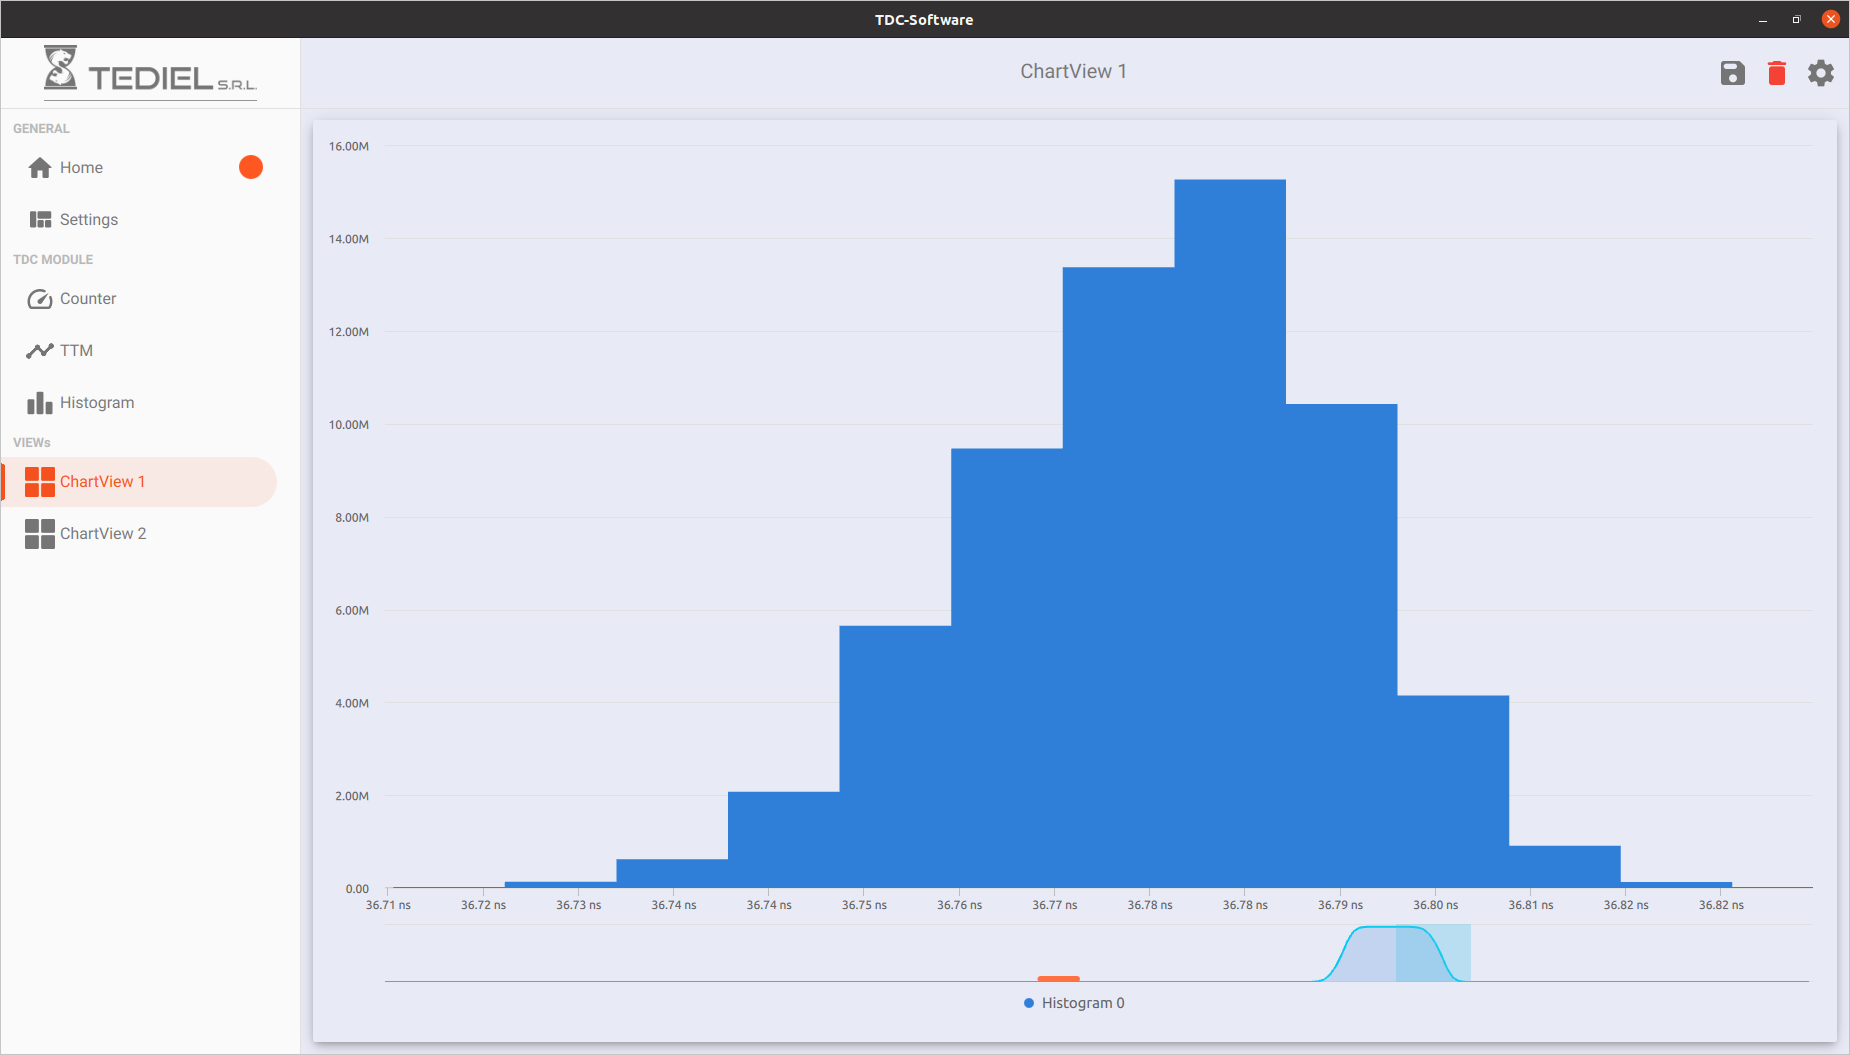 TDC-Software
TEDIEL S.R.L.
ChartView 1
GENERAL
Home
Settings
TDC MODULE
Counter
TTM
Histogram
VIEWs
ChartView 1
ChartView 2
16.00M
14.00M
12.00M
10.00M
8.00M
6.00M
4.00M
2.00M
0.00
36.71 ns 36.72 ns 36.73 ns 36.74 ns 36.74 ns 36.75 ns 36.76 ns 36.77 ns 36.78 ns 36.78 ns 36.79 ns 36.80 ns 36.81 ns 36.82 ns 36.82 ns
Histogram 0